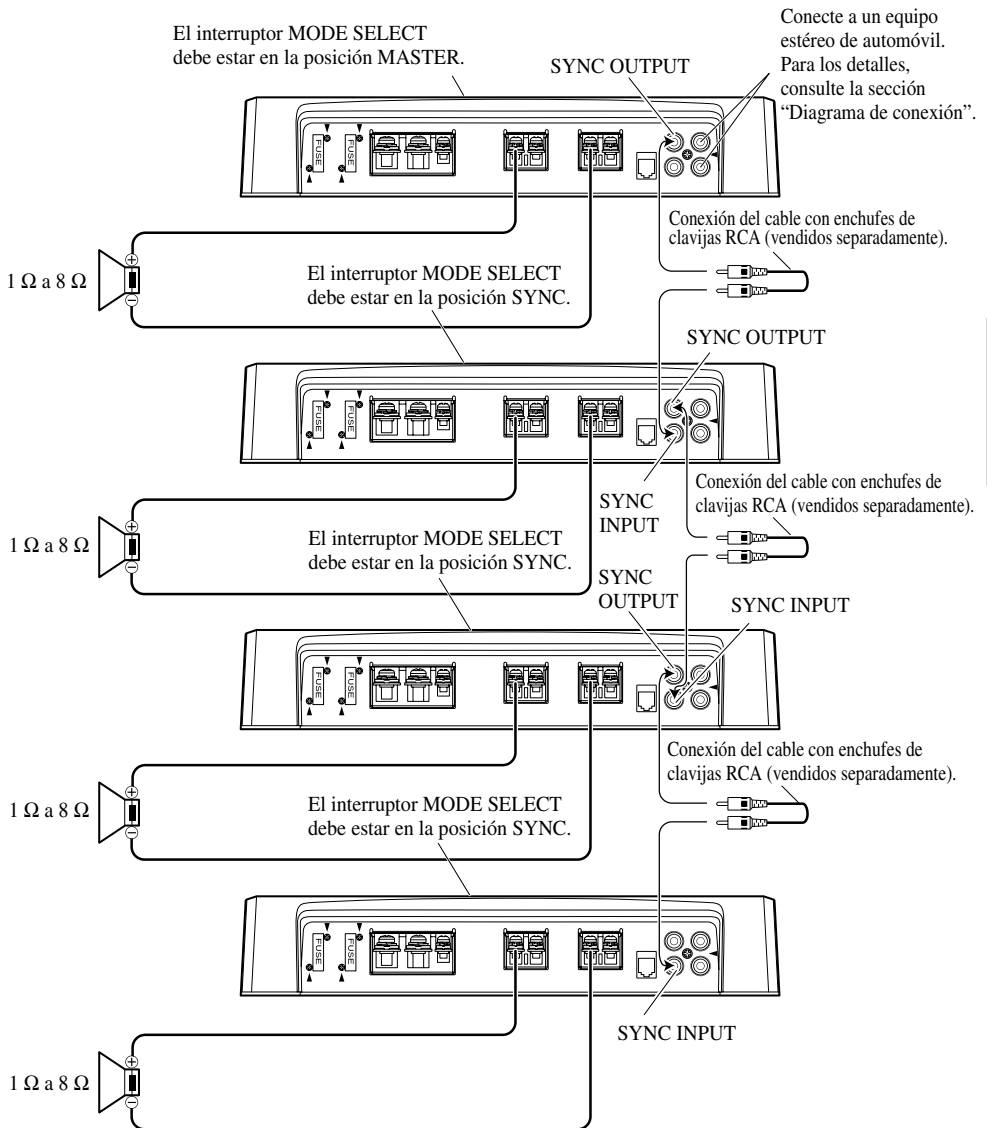 El interruptor MODE SELECT
debe estar en la posición MASTER.
SYNC OUTPUT
Conecte a un equipo
estéreo de automóvil.
Para los detalles,
consulte la sección
“Diagrama de conexión”.
FUSE
FUSE
Conexión del cable con enchufes de
clavijas RCA (vendidos separadamente).
1 Ω a 8 Ω
+
−
El interruptor MODE SELECT
debe estar en la posición SYNC.
SYNC OUTPUT
FUSE
FUSE
SYNC
INPUT
Conexión del cable con enchufes de
clavijas RCA (vendidos separadamente).
1 Ω a 8 Ω
+
−
El interruptor MODE SELECT
debe estar en la posición SYNC.
SYNC
OUTPUT
SYNC INPUT
FUSE
FUSE
Conexión del cable con enchufes de
clavijas RCA (vendidos separadamente).
1 Ω a 8 Ω
+
−
El interruptor MODE SELECT
debe estar en la posición SYNC.
FUSE
FUSE
SYNC INPUT
1 Ω a 8 Ω
+
−